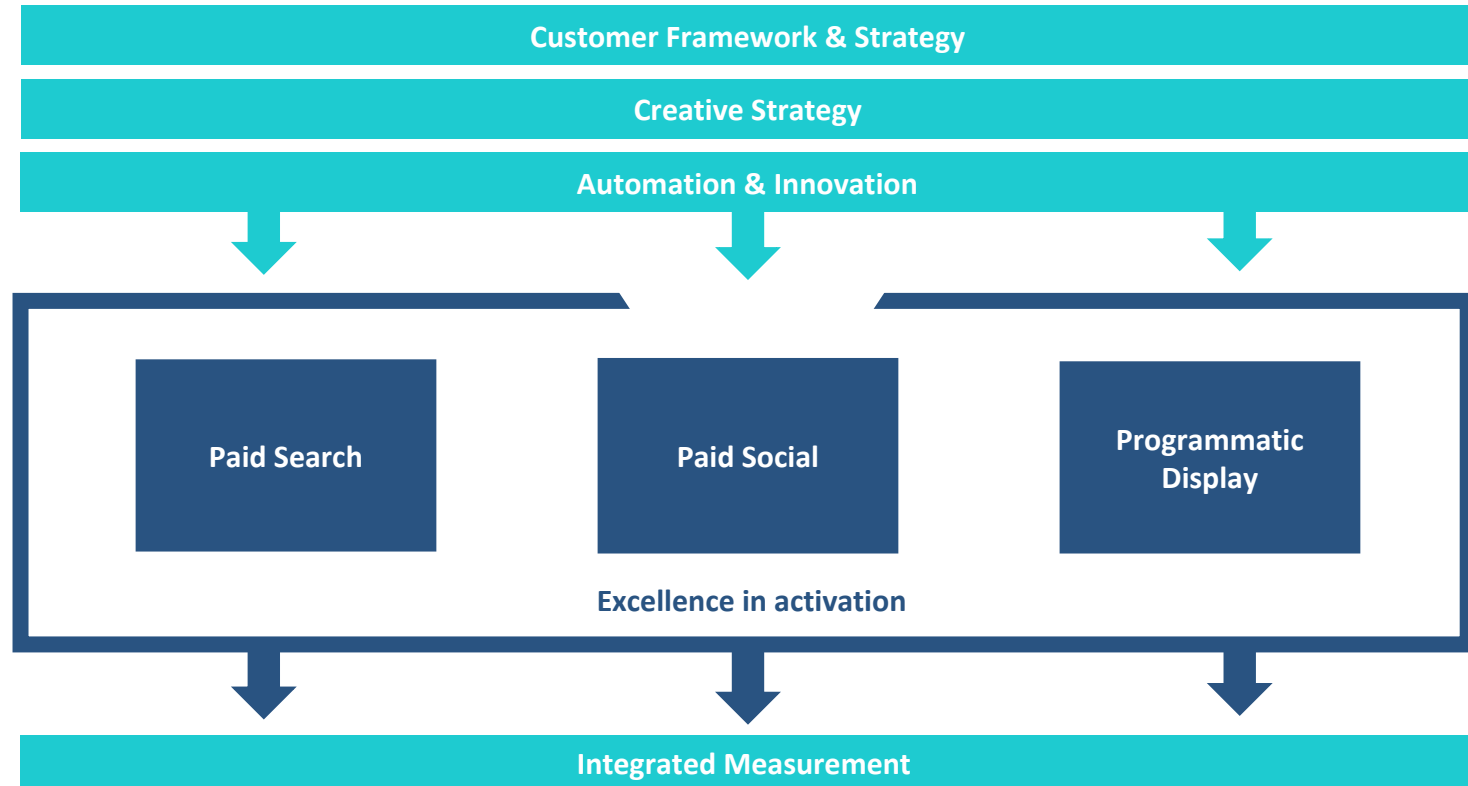 Customer Framework & Strategy
Creative Strategy
Automation & Innovation
Paid Search
Paid Social
Programmatic
Display
Excellence in activation
Integrated Measurement